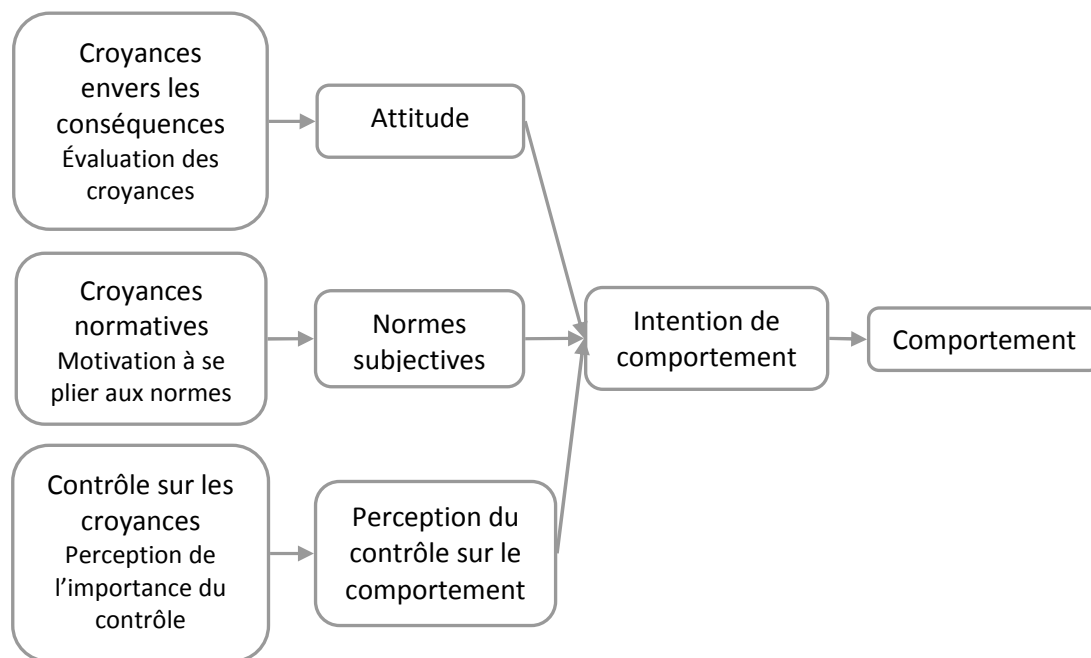 Croyances
envers les
conséquences
Évaluation des
croyances
Attitude
Croyances
normatives
Motivation à se
plier aux normes
Normes
subjectives
Intention de
comportement
Comportement
Contrôle sur les
croyances
Perception de
l’importance du
contrôle
Perception du
contrôle sur le
comportement